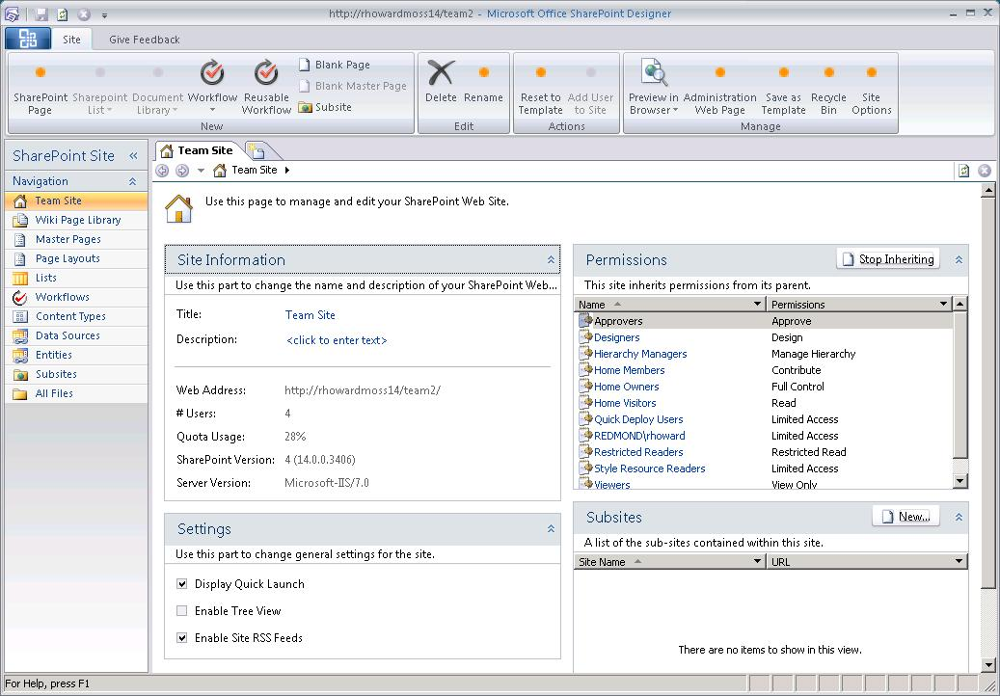 http://rhowardmoss14/team2 - Microsoft Office SharePoint Designer
Site
Give Feedback
SharePoint Page
Sharepoint List
Document Library
Workflow
Reusable Workflow
Blank Page
Blank Master Page
Subsite
New
Delete
Rename
Edit
Reset to Template
Add User to Site
Actions
Preview in Browser
Administration Web Page
Save as Template
Recycle Bin
Site Options
Manage
SharePoint Site «
Navigation
Team Site
Wiki Page Library
Master Pages
Page Layouts
Lists
Workflows
Content Types
Data Sources
Entities
Subsites
All Files
Team Site
Team Site
Use this page to manage and edit your SharePoint Web Site.
Site Information
Use this part to change the name and description of your SharePoint Web...
Title: Team Site
Description: <click to enter text>
Web Address: http://rhowardmoss14/team2/
# Users: 4
Quota Usage: 28%
SharePoint Version: 4 (14.0.0.3406)
Server Version: Microsoft-IIS/7.0
Settings
Use this part to change general settings for the site.
Display Quick Launch
Enable Tree View
Enable Site RSS Feeds
Permissions
Stop Inheriting
This site inherits permissions from its parent.
Name Permissions
Approvers Approve
Designers Design
Hierarchy Managers Manage Hierarchy
Home Members Contribute
Home Owners Full Control
Home Visitors Read
Quick Deploy Users Limited Access
REDMOND\rhoward Limited Access
Restricted Readers Restricted Read
Style Resource Readers Limited Access
Viewers View Only
Subsites
New...
A list of the sub-sites contained within this site.
Site Name URL
There are no items to show in this view.
For Help, press F1